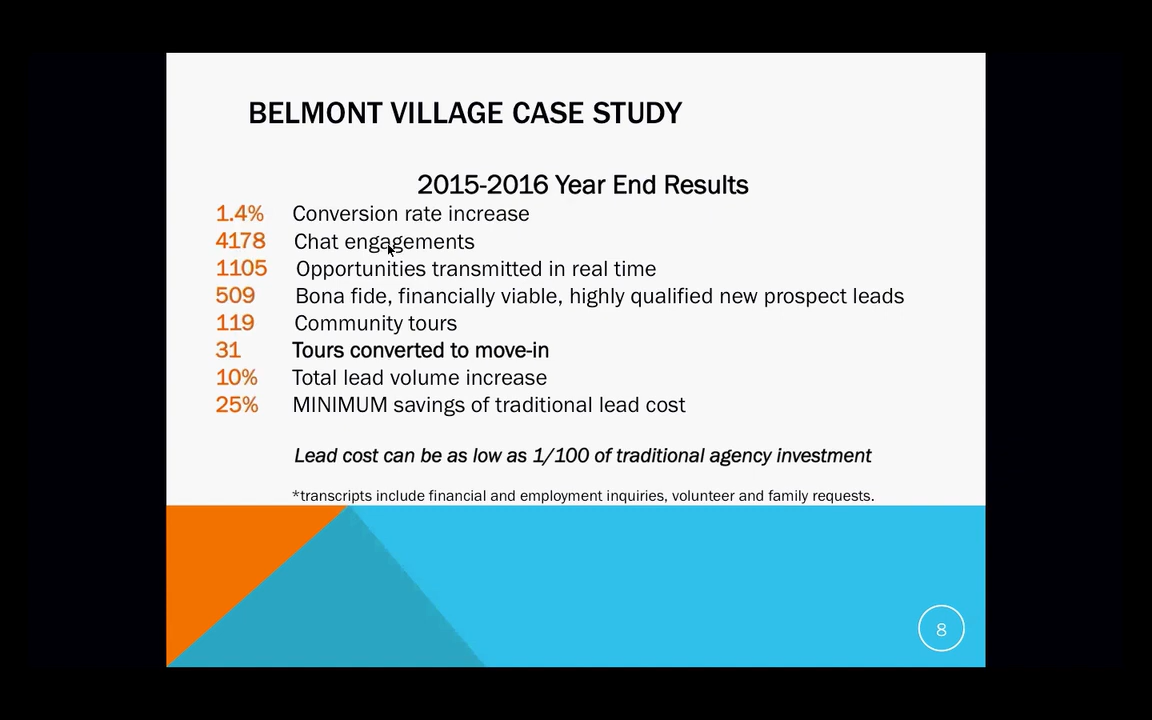 BELMONT VILLAGE CASE STUDY
2015-2016 Year End Results
1.4% Conversion rate increase
4178 Chat engagements
1105 Opportunities transmitted in real time
509 Bona fide, financially viable, highly qualified new prospect leads
119 Community tours
31 Tours converted to move-in
10% Total lead volume increase
25% MINIMUM savings of traditional lead cost
Lead cost can be as low as 1/100 of traditional agency investment
*transcripts include financial and employment inquiries, volunteer and family requests.
8